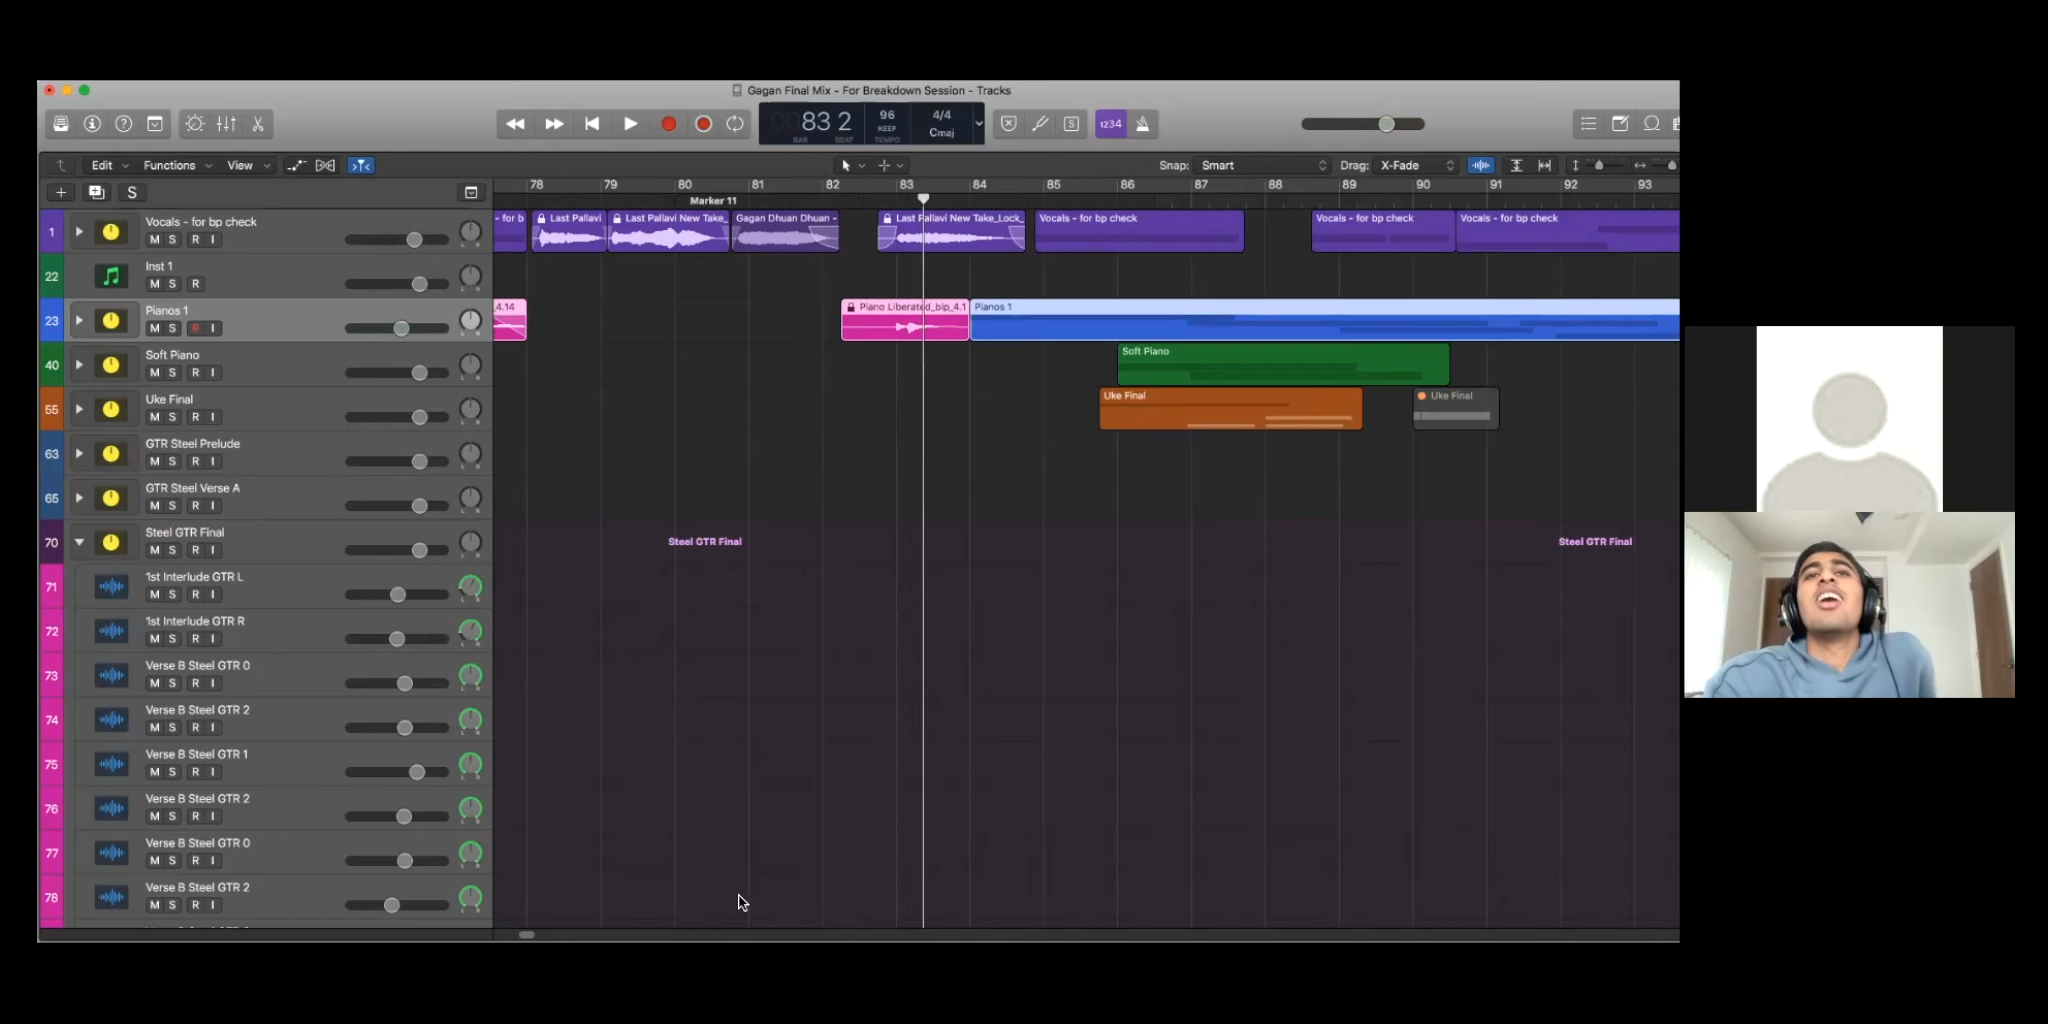 Gagan Final Mix - For Breakdown Session - Tracks
83 2
BAR BEAT
96
KEEP
TEMPO
4/4
Cmaj
S
1234
Edit Functions View
Snap: Smart Drag: X-Fade
+ S
78 79 80 81 82 83 84 85 86 87 88 89 90 91 92 93
Marker 11
1 Vocals - for bp check
M S R I
- for b
Last Pallavi
Last Pallavi New Take_
Gagan Dhuan Dhuan -
Last Pallavi New Take_Lock_
Vocals - for bp check
Vocals - for bp check
Vocals - for bp check
22 Inst 1
M S R
23 Pianos 1
M S R I
4.14
Piano Liberated_bip_4.1
Pianos 1
40 Soft Piano
M S R I
Soft Piano
55 Uke Final
M S R I
Uke Final
Uke Final
63 GTR Steel Prelude
M S R I
65 GTR Steel Verse A
M S R I
70 Steel GTR Final
M S R I
Steel GTR Final
Steel GTR Final
71 1st Interlude GTR L
M S R I
72 1st Interlude GTR R
M S R I
73 Verse B Steel GTR 0
M S R I
74 Verse B Steel GTR 2
M S R I
75 Verse B Steel GTR 1
M S R I
76 Verse B Steel GTR 2
M S R I
77 Verse B Steel GTR 0
M S R I
78 Verse B Steel GTR 2
M S R I